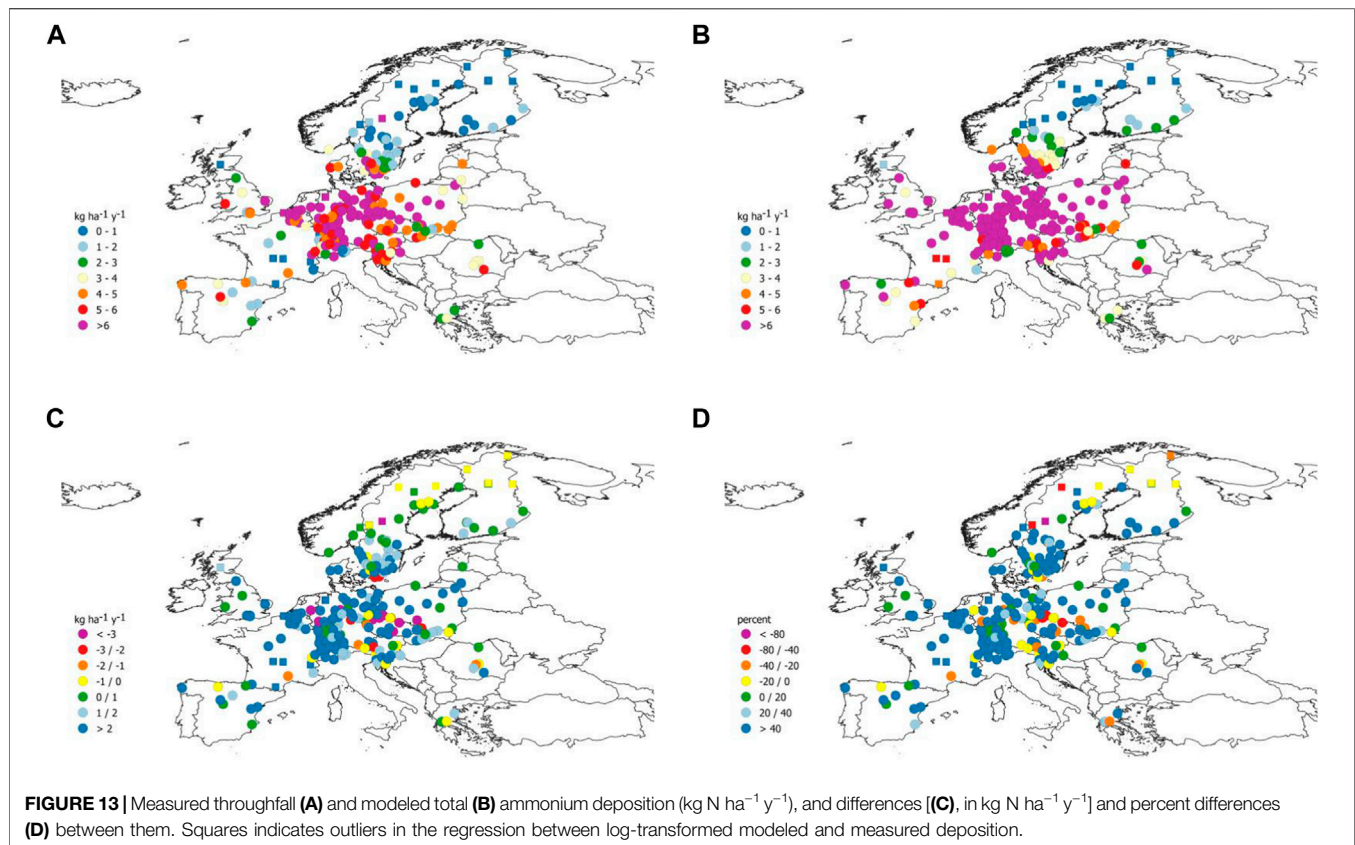 A
kg ha⁻¹ y⁻¹
0 - 1
1 - 2
2 - 3
3 - 4
4 - 5
5 - 6
>6
B
kg ha⁻¹ y⁻¹
0 - 1
1 - 2
2 - 3
3 - 4
4 - 5
5 - 6
>6
C
kg ha⁻¹ y⁻¹
< -3
-3 / -2
-2 / -1
-1 / 0
0 / 1
1 / 2
> 2
D
percent
< -80
-80 / -40
-40 / -20
-20 / 0
0 / 20
20 / 40
> 40
FIGURE 13 | Measured throughfall (A) and modeled total (B) ammonium deposition (kg N ha⁻¹ y⁻¹), and differences [(C), in kg N ha⁻¹ y⁻¹] and percent differences
(D) between them. Squares indicates outliers in the regression between log-transformed modeled and measured deposition.